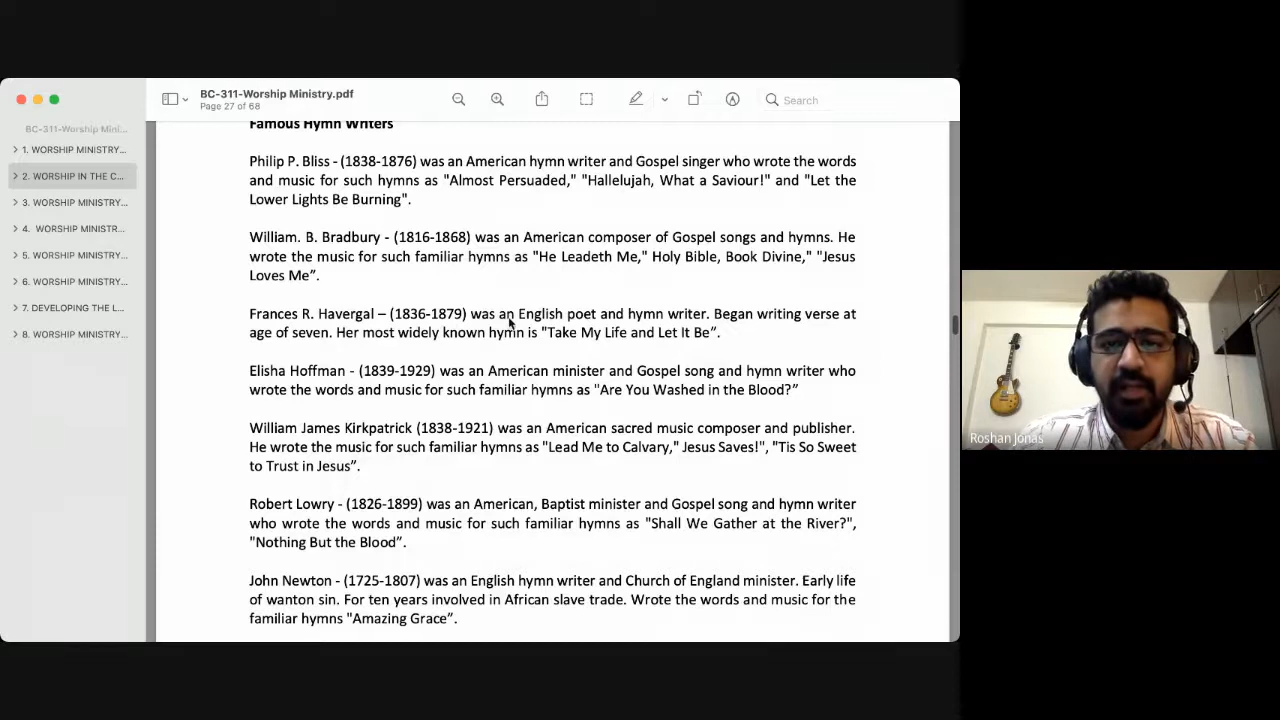 BC-311-Worship Ministry.pdf
Page 27 of 68
Search
BC-311-Worship Mini...
1. WORSHIP MINISTRY...
2. WORSHIP IN THE C...
3. WORSHIP MINISTRY...
4. WORSHIP MINISTR...
5. WORSHIP MINISTRY...
6. WORSHIP MINISTRY...
7. DEVELOPING THE L...
8. WORSHIP MINISTRY...
Famous Hymn Writers
Philip P. Bliss - (1838-1876) was an American hymn writer and Gospel singer who wrote the words
and music for such hymns as "Almost Persuaded," "Hallelujah, What a Saviour!" and "Let the
Lower Lights Be Burning".
William. B. Bradbury - (1816-1868) was an American composer of Gospel songs and hymns. He
wrote the music for such familiar hymns as "He Leadeth Me," Holy Bible, Book Divine," "Jesus
Loves Me”.
Frances R. Havergal – (1836-1879) was an English poet and hymn writer. Began writing verse at
age of seven. Her most widely known hymn is "Take My Life and Let It Be”.
Elisha Hoffman - (1839-1929) was an American minister and Gospel song and hymn writer who
wrote the words and music for such familiar hymns as "Are You Washed in the Blood?”
William James Kirkpatrick (1838-1921) was an American sacred music composer and publisher.
He wrote the music for such familiar hymns as "Lead Me to Calvary," Jesus Saves!", "Tis So Sweet
to Trust in Jesus”.
Robert Lowry - (1826-1899) was an American, Baptist minister and Gospel song and hymn writer
who wrote the words and music for such familiar hymns as "Shall We Gather at the River?",
"Nothing But the Blood”.
John Newton - (1725-1807) was an English hymn writer and Church of England minister. Early life
of wanton sin. For ten years involved in African slave trade. Wrote the words and music for the
familiar hymns "Amazing Grace”.
Roshan Jonas